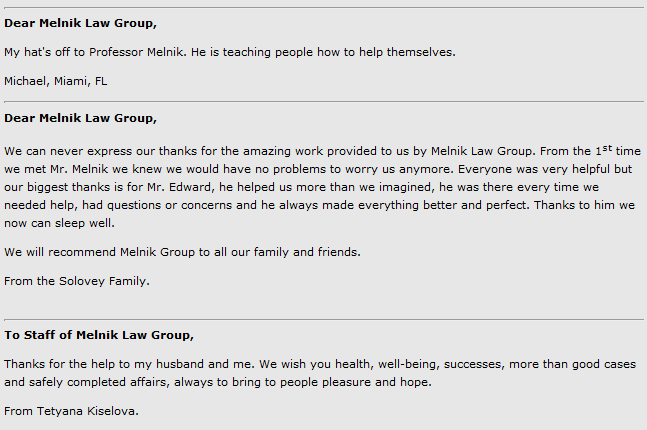 Dear Melnik Law Group,
My hat's off to Professor Melnik. He is teaching people how to help themselves.
Michael, Miami, FL
Dear Melnik Law Group,
We can never express our thanks for the amazing work provided to us by Melnik Law Group. From the 1st time
we met Mr. Melnik we knew we would have no problems to worry us anymore. Everyone was very helpful but
our biggest thanks is for Mr. Edward, he helped us more than we imagined, he was there every time we
needed help, had questions or concerns and he always made everything better and perfect. Thanks to him we
now can sleep well.
We will recommend Melnik Group to all our family and friends.
From the Solovey Family.
To Staff of Melnik Law Group,
Thanks for the help to my husband and me. We wish you health, well-being, successes, more than good cases
and safely completed affairs, always to bring to people pleasure and hope.
From Tetyana Kiselova.